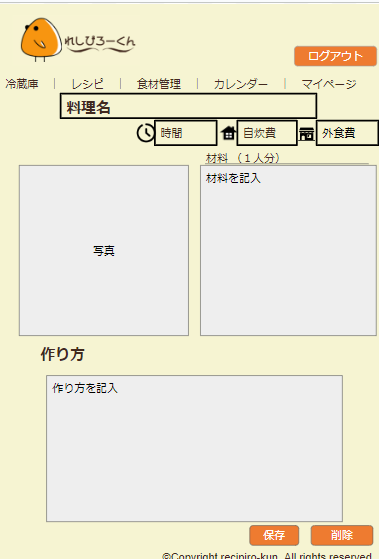 れしぴろーくん
ログアウト
冷蔵庫 | レシピ | 食材管理 | カレンダー | マイページ
料理名
時間 自炊費 外食費
材料 （１人分）
写真
材料を記入
作り方
作り方を記入
保存 削除
©Copyright recipiro-kun. All rights reserved.